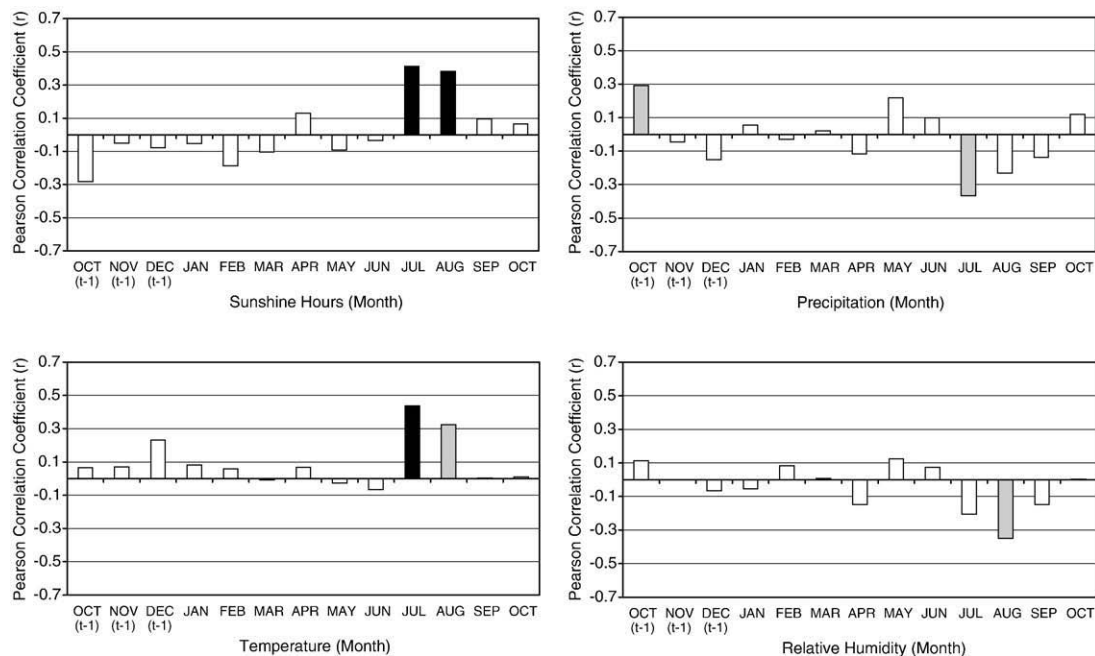 Pearson Correlation Coefficient (r)
0.7
0.5
0.3
0.1
-0.1
-0.3
-0.5
-0.7
OCT NOV DEC JAN FEB MAR APR MAY JUN JUL AUG SEP OCT
(t-1) (t-1) (t-1)
Sunshine Hours (Month)
Pearson Correlation Coefficient (r)
0.7
0.5
0.3
0.1
-0.1
-0.3
-0.5
-0.7
OCT NOV DEC JAN FEB MAR APR MAY JUN JUL AUG SEP OCT
(t-1) (t-1) (t-1)
Precipitation (Month)
Pearson Correlation Coefficient (r)
0.7
0.5
0.3
0.1
-0.1
-0.3
-0.5
-0.7
OCT NOV DEC JAN FEB MAR APR MAY JUN JUL AUG SEP OCT
(t-1) (t-1) (t-1)
Temperature (Month)
Pearson Correlation Coefficient (r)
0.7
0.5
0.3
0.1
-0.1
-0.3
-0.5
-0.7
OCT NOV DEC JAN FEB MAR APR MAY JUN JUL AUG SEP OCT
(t-1) (t-1) (t-1)
Relative Humidity (Month)